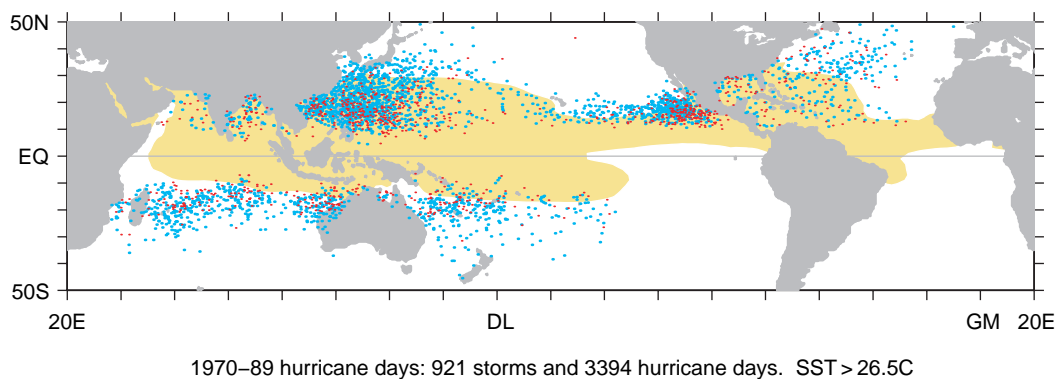 50N
EQ
50S
20E DL GM 20E
1970−89 hurricane days: 921 storms and 3394 hurricane days. SST > 26.5C